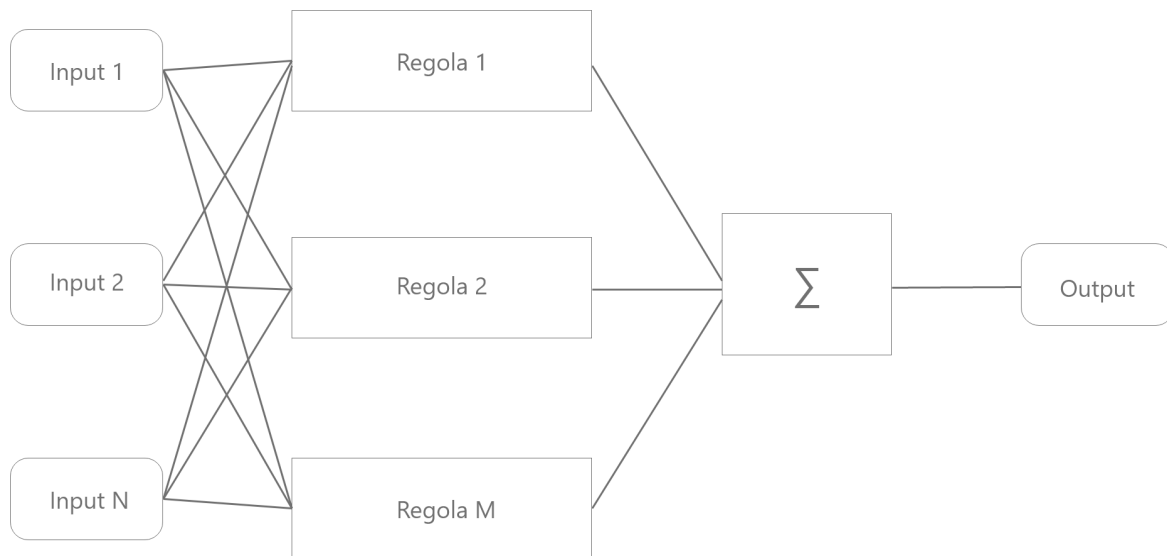 Input 1
Regola 1
Input 2
Regola 2
∑
Output
Input N
Regola M